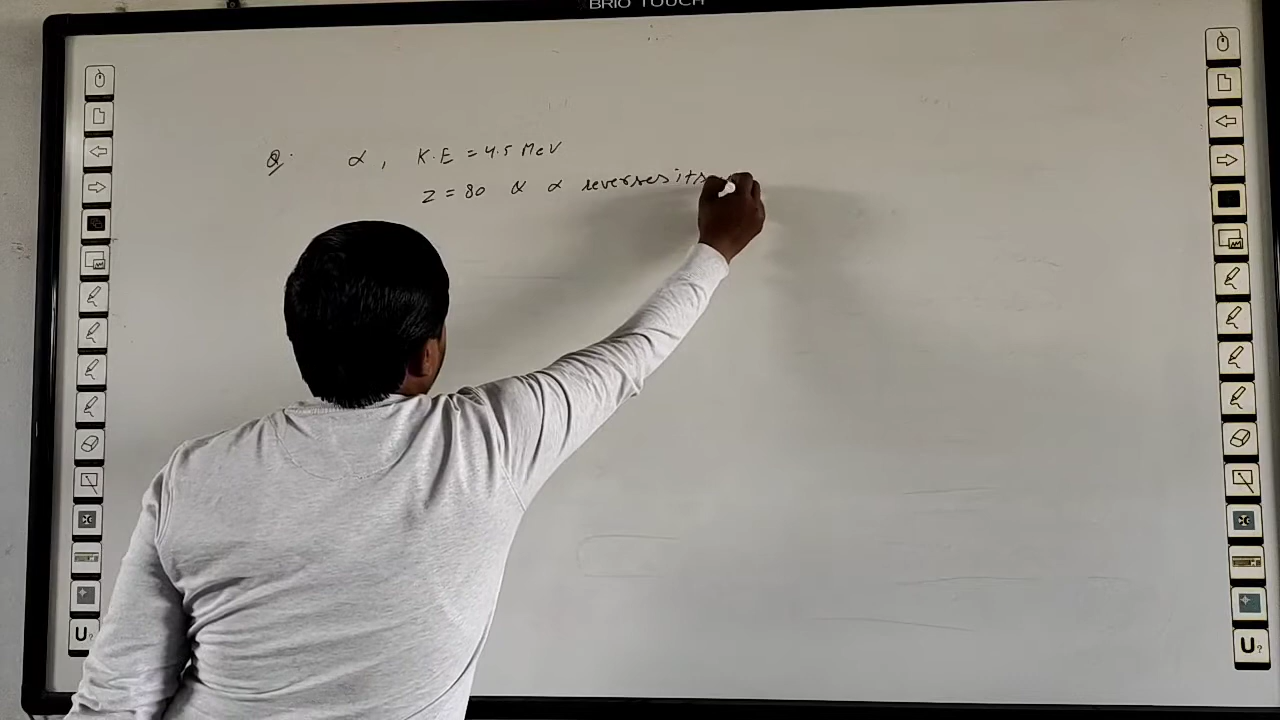 BRIO TOUCH
Q. α, K.E = 4.5 MeV
Z = 80 & α reverses its
U?
U?